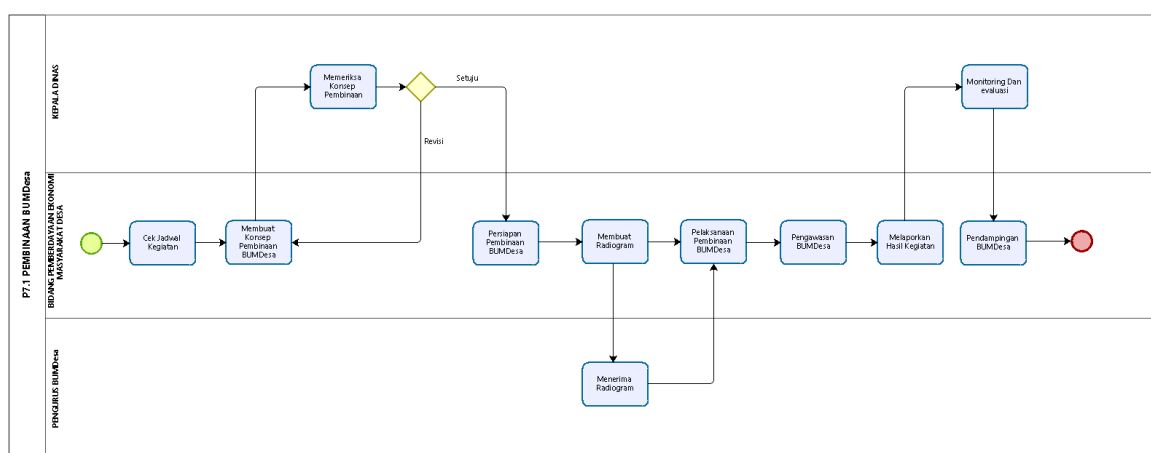 P7.1 PEMBINAAN BUMDesa
KEPALA DINAS
Memeriksa
Konsep
Pembinaan
Setuju
Revisi
Monitoring Dan
evaluasi
BIDANG PEMBERDAYAAN EKONOMI
MASYARAKAT DESA
Cek Jadwal
Kegiatan
Membuat
Konsep
Pembinaan
BUMDesa
Persiapan
Pembinaan
BUMDesa
Membuat
Radiogram
Pelaksanaan
Pembinaan
BUMDesa
Pengawasan
BUMDesa
Melaporkan
Hasil Kegiatan
Pendampingan
BUMDesa
PENGURUS BUMDesa
Menerima
Radiogram